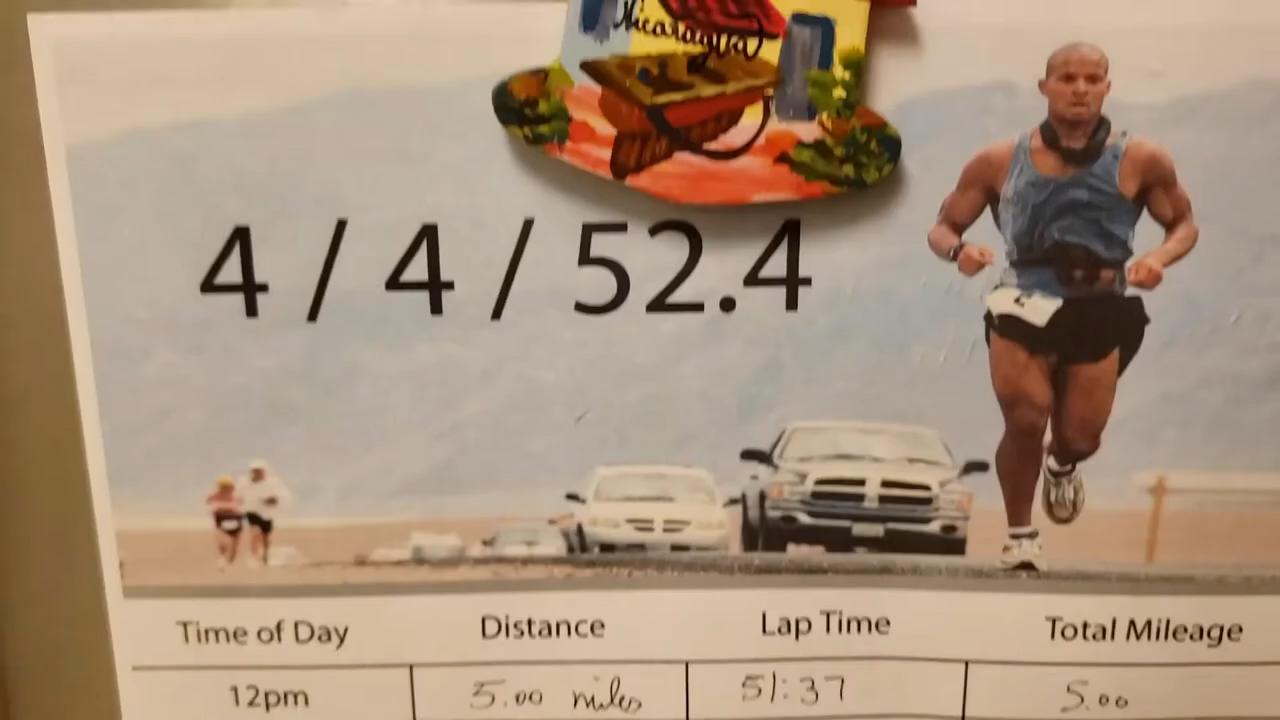 Nicaragua
4 / 4 / 52.4
Time of Day Distance Lap Time Total Mileage
12pm 5.00 miles 51:37 5.00